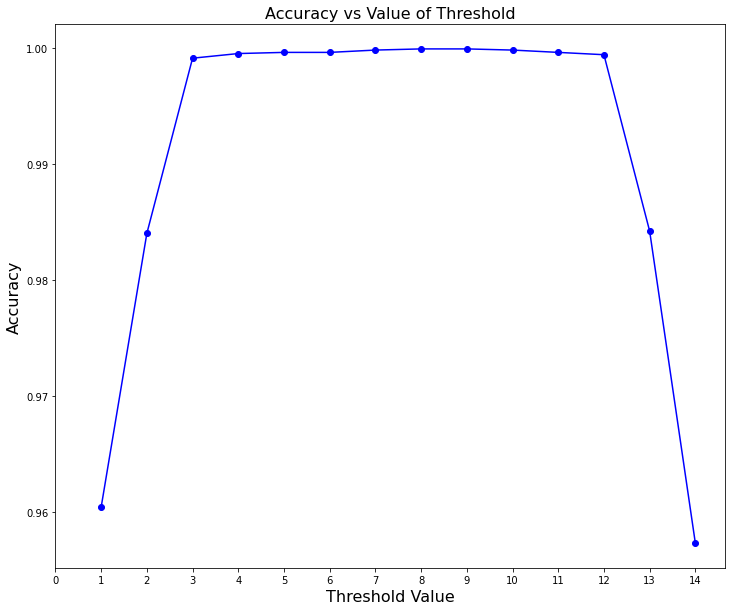 Accuracy vs Value of Threshold
Accuracy
1.00
0.99
0.98
0.97
0.96
0 1 2 3 4 5 6 7 8 9 10 11 12 13 14
Threshold Value